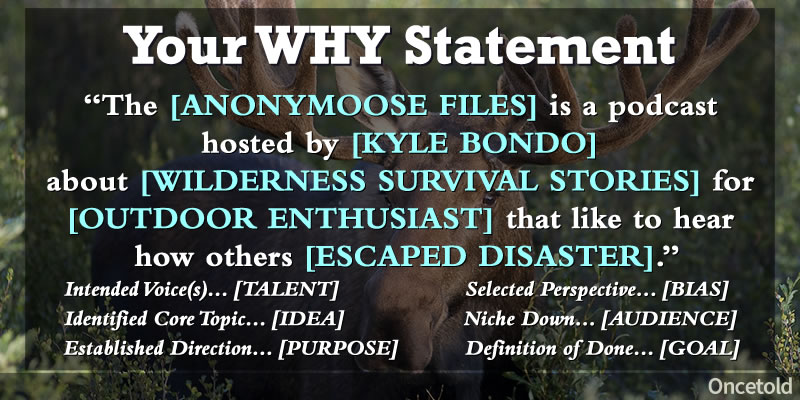 Your WHY Statement
“The [ANONYMOOSE FILES] is a podcast
hosted by [KYLE BONDO]
about [WILDERNESS SURVIVAL STORIES] for
[OUTDOOR ENTHUSIAST] that like to hear
how others [ESCAPED DISASTER].”
Intended Voice(s)... [TALENT] Selected Perspective... [BIAS]
Identified Core Topic... [IDEA] Niche Down... [AUDIENCE]
Established Direction... [PURPOSE] Definition of Done... [GOAL]
Oncetold